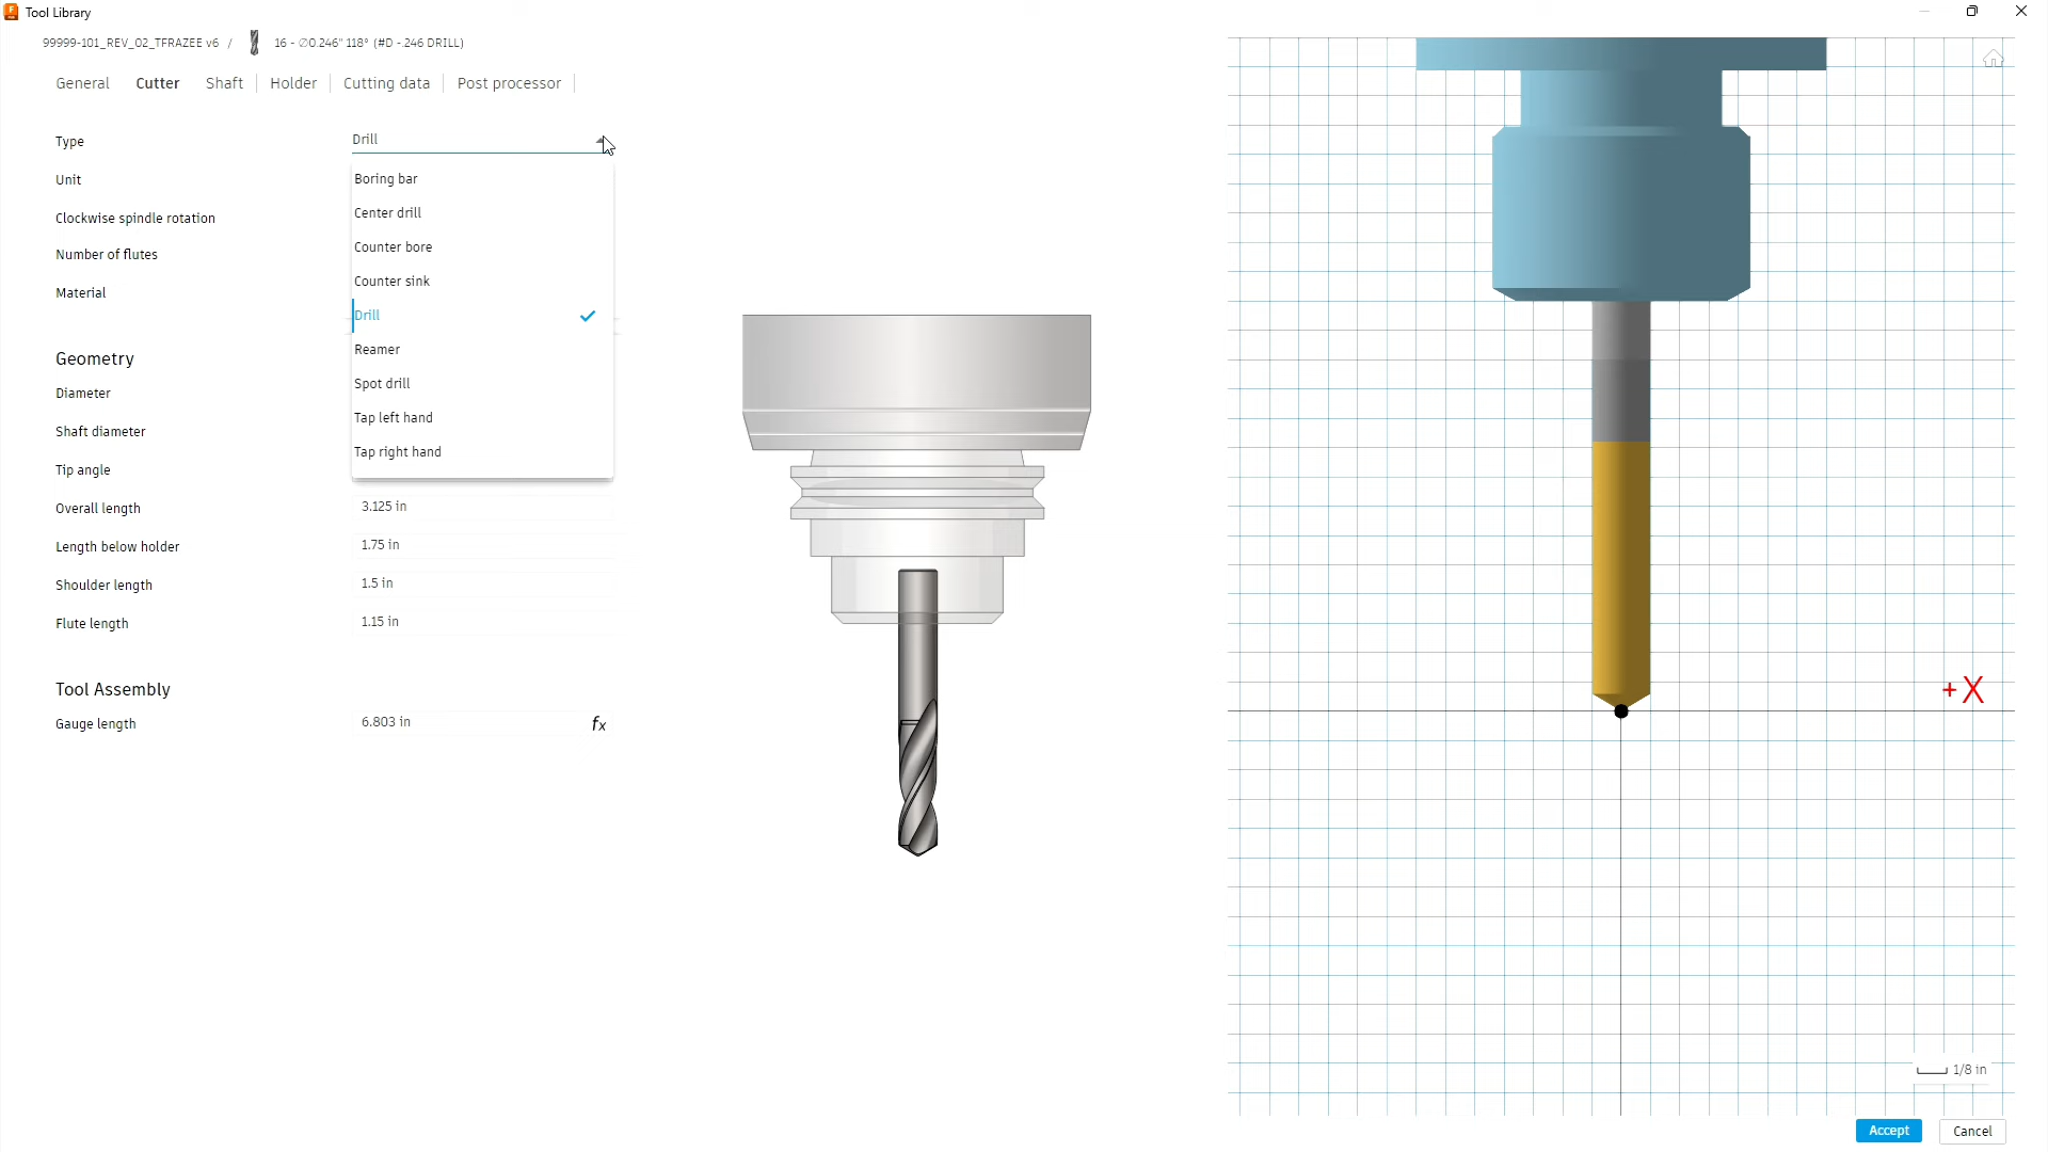 Tool Library
99999-101_REV_02_TFRAZEE v6 / 16 - ∅0.246" 118° (#D -.246 DRILL)
General Cutter Shaft Holder Cutting data Post processor
Type Drill
Boring bar
Unit
Center drill
Clockwise spindle rotation
Counter bore
Number of flutes
Counter sink
Material
Drill
Reamer
Geometry
Spot drill
Diameter
Tap left hand
Shaft diameter
Tap right hand
Tip angle
Overall length 3.125 in
Length below holder 1.75 in
Shoulder length 1.5 in
Flute length 1.15 in
Tool Assembly
Gauge length 6.803 in fx
+X
1/8 in
Accept Cancel